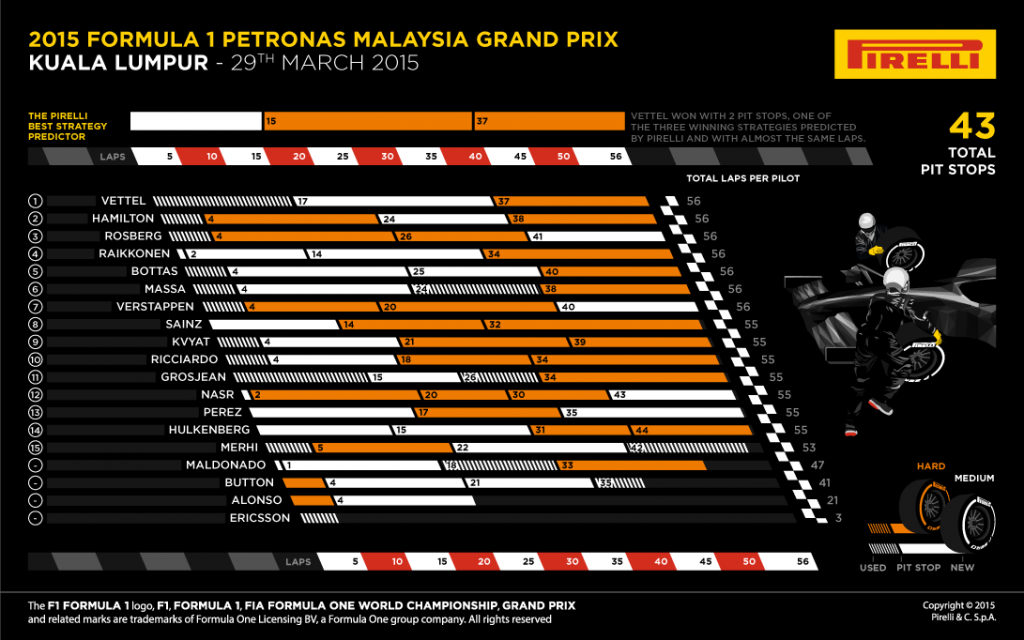 2015 FORMULA 1 PETRONAS MALAYSIA GRAND PRIX
KUALA LUMPUR - 29TH MARCH 2015
PIRELLI
THE PIRELLI
BEST STRATEGY
PREDICTOR
15 37
VETTEL WON WITH 2 PIT STOPS, ONE OF
THE THREE WINNING STRATEGIES PREDICTED
BY PIRELLI AND WITH ALMOST THE SAME LAPS.
43
TOTAL
PIT STOPS
LAPS 5 10 15 20 25 30 35 40 45 50 56
TOTAL LAPS PER PILOT
1 VETTEL 17 37 56
2 HAMILTON 4 24 38 56
3 ROSBERG 4 26 41 56
4 RAIKKONEN 2 14 34 56
5 BOTTAS 4 25 40 56
6 MASSA 4 24 38 56
7 VERSTAPPEN 4 20 40 56
8 SAINZ 14 32 55
9 KVYAT 4 21 39 55
10 RICCIARDO 4 18 34 55
11 GROSJEAN 15 26 34 55
12 NASR 2 20 30 43 55
13 PEREZ 17 35 55
14 HULKENBERG 15 31 44 55
15 MERHI 5 22 42 53
- MALDONADO 1 18 33 47
- BUTTON 4 21 35 41
- ALONSO 4 21
- ERICSSON 3
HARD
MEDIUM
USED PIT STOP NEW
LAPS 5 10 15 20 25 30 35 40 45 50 56
The F1 FORMULA 1 logo, F1, FORMULA 1, FIA FORMULA ONE WORLD CHAMPIONSHIP, GRAND PRIX
and related marks are trademarks of Formula One Licensing BV, a Formula One group company. All rights reserved
Copyright © 2015
Pirelli & C. S.p.A.